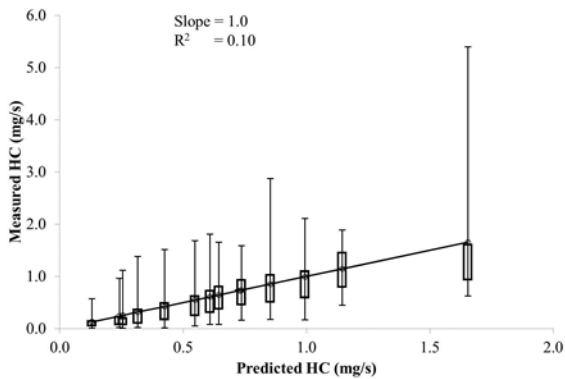 6.0
Slope = 1.0
R² = 0.10
5.0
4.0
3.0
2.0
1.0
0.0
Measured HC (mg/s)
0.0 0.5 1.0 1.5 2.0
Predicted HC (mg/s)